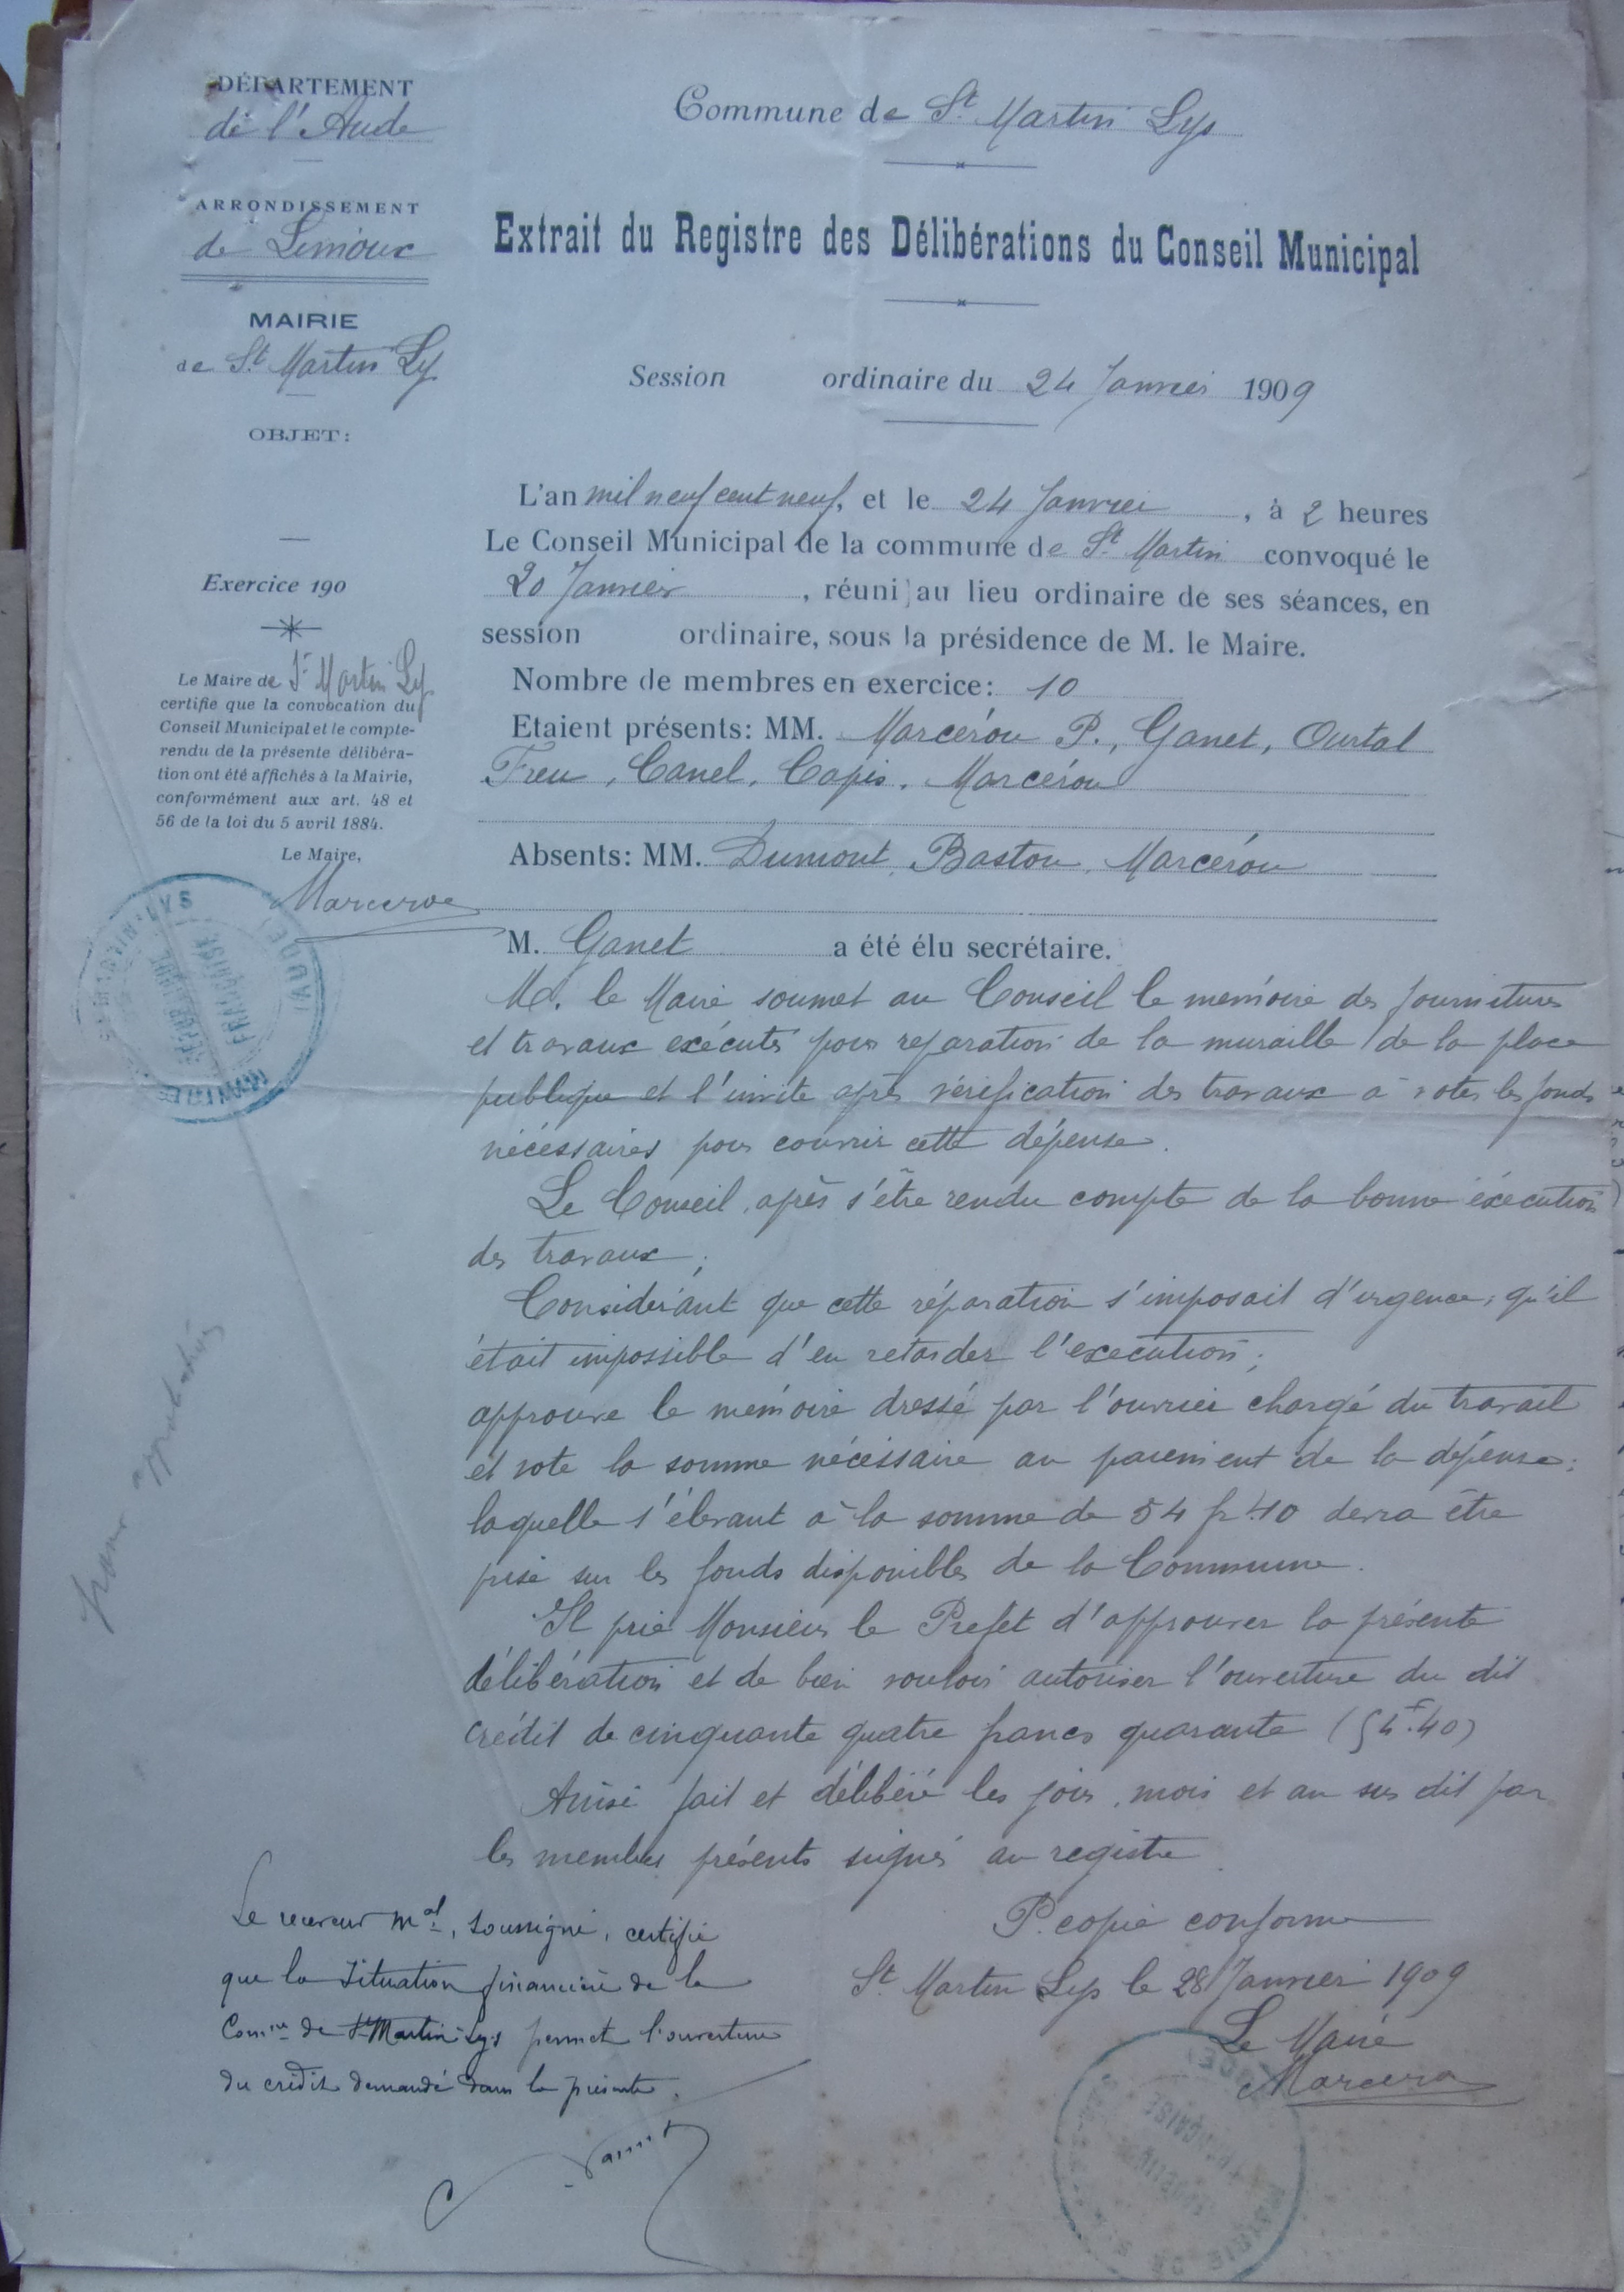 DÉPARTEMENT
de l'Aude
ARRONDISSEMENT
de Limoux
MAIRIE
de St Martin Lys
OBJET:
Exercice 190
Le Maire de St Martin Lys
certifie que la convocation du
Conseil Municipal et le compte-
rendu de la présente délibéra-
tion ont été affichés à la Mairie,
conformément aux art. 48 et
56 de la loi du 5 avril 1884.
Le Maire,
Marcerou
Commune de St Martin Lys
Extrait du Registre des Délibérations du Conseil Municipal
Session ordinaire du 24 Janvier 1909
L'an mil neuf cent neuf, et le 24 Janvier, à 2 heures
Le Conseil Municipal de la commune de St Martin convoqué le
20 Janvier, réuni au lieu ordinaire de ses séances, en
session ordinaire, sous la présidence de M. le Maire.
Nombre de membres en exercice: 10
Etaient présents: MM. Marcérou P., Ganet, Ourtal
Freu, Canel, Capis, Marcérou
Absents: MM. Dumont, Bastou, Marcérou
M. Ganet a été élu secrétaire.
M. le Maire soumet au Conseil le mémoire des fournitures
et travaux exécutés pour réparation de la muraille de la place
publique et l'invite après vérification des travaux à voter les fonds
nécessaires pour couvrir cette dépense.
Le Conseil, après s'être rendu compte de la bonne éxécution
des travaux;
Considérant que cette réparation s'imposait d'urgence, qu'il
était impossible d'en retarder l'exécution;
approuve le mémoire dressé par l'ouvrier chargé du travail
et vote la somme nécessaire au paiement de la dépense;
laquelle s'élevant à la somme de 54 fr 40 devra être
prise sur les fonds disponibles de la Commune.
Il prie Monsieur le Préfet d'approuver la présente
délibération et de bien vouloir autoriser l'ouverture du dit
crédit de cinquante quatre francs quarante (54f.40)
Ainsi fait et délibéré les jour, mois et an sus dit par
les membres présents signés au registre
P. copie conforme
St Martin Lys le 28 Janvier 1909
Le Maire
Marcerou
Le receveur mal, soussigné, certifie
que la situation financière de la
Comne de St Martin-Lys permet l'ouverture
du crédit demandé dans la présente.
pour approbation
RÉPUBLIQUE
FRANÇAISE
(AUDE)